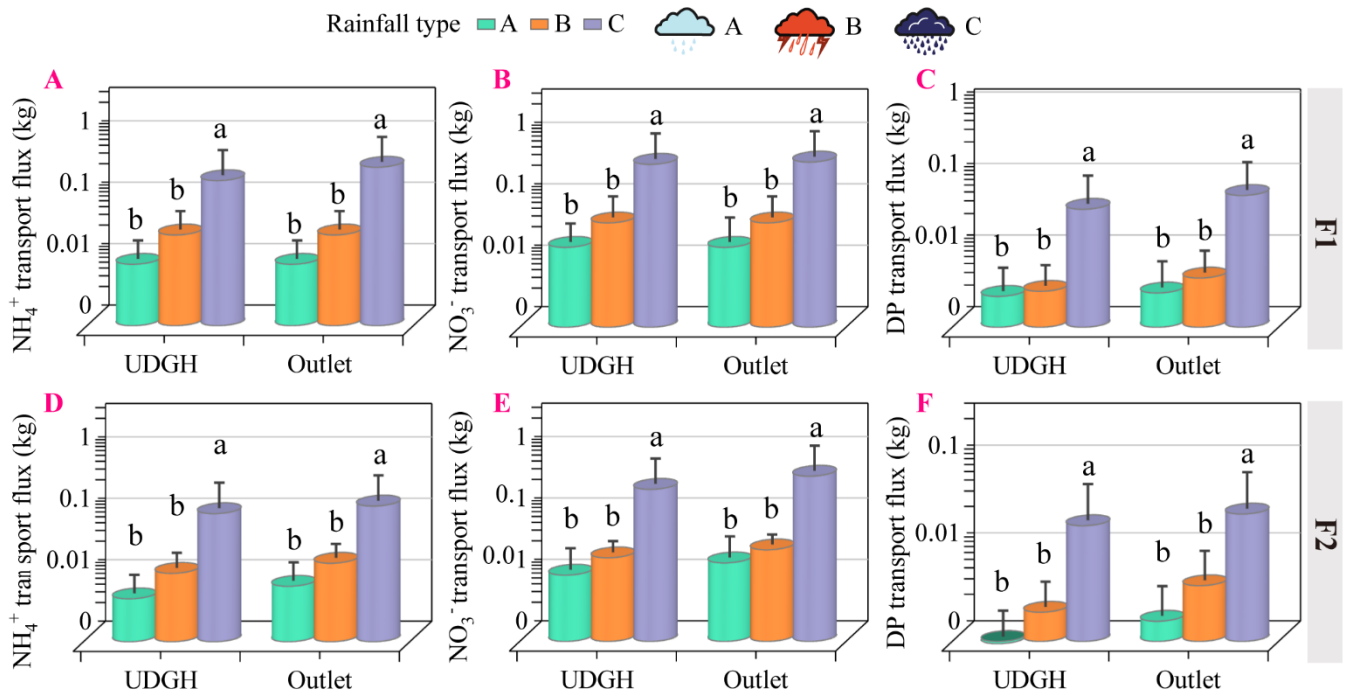 Rainfall type A B C A B C
A
NH₄⁺ transport flux (kg)
1
0.1
0.01
0
b
b
a
b
b
a
UDGH
Outlet
B
NO₃⁻ transport flux (kg)
1
0.1
0.01
0
b
b
a
b
b
a
UDGH
Outlet
C
DP transport flux (kg)
1
0.1
0.01
0
b
b
a
b
b
a
UDGH
Outlet
F1
D
NH₄⁺ tran sport flux (kg)
1
0.1
0.01
0
b
b
a
b
b
a
UDGH
Outlet
E
NO₃⁻ transport flux (kg)
1
0.1
0.01
0
b
b
a
b
b
a
UDGH
Outlet
F
DP transport flux (kg)
0.1
0.01
0
b
b
a
b
b
a
UDGH
Outlet
F2